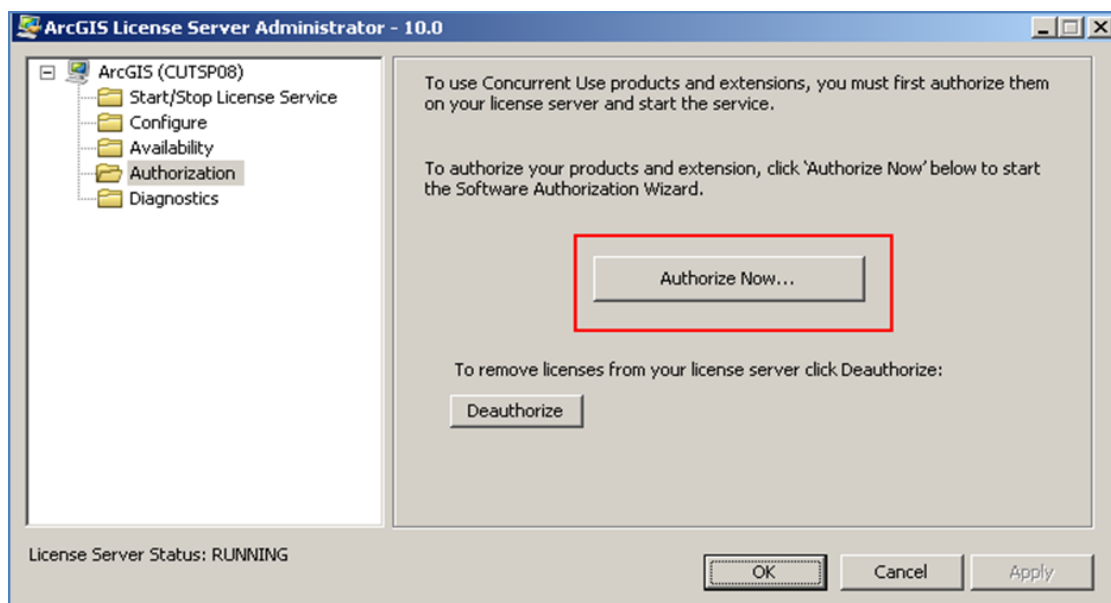 ArcGIS License Server Administrator - 10.0
ArcGIS (CUTSP08)
Start/Stop License Service
Configure
Availability
Authorization
Diagnostics
To use Concurrent Use products and extensions, you must first authorize them
on your license server and start the service.
To authorize your products and extension, click ‘Authorize Now’ below to start
the Software Authorization Wizard.
Authorize Now...
To remove licenses from your license server click Deauthorize:
Deauthorize
License Server Status: RUNNING
OK
Cancel
Apply